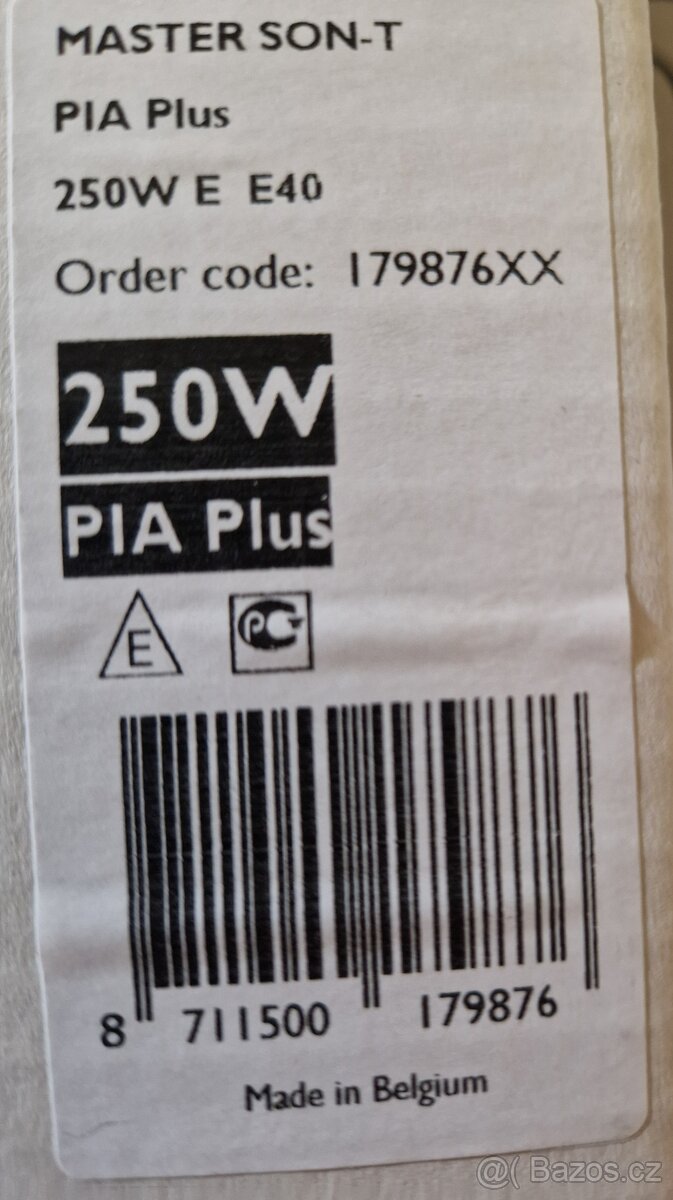 MASTER SON-T
PIA Plus
250W E E40
Order code: 179876XX
250W
PIA Plus
E
PC
8 711500 179876
Made in Belgium
@( Bazos.cz